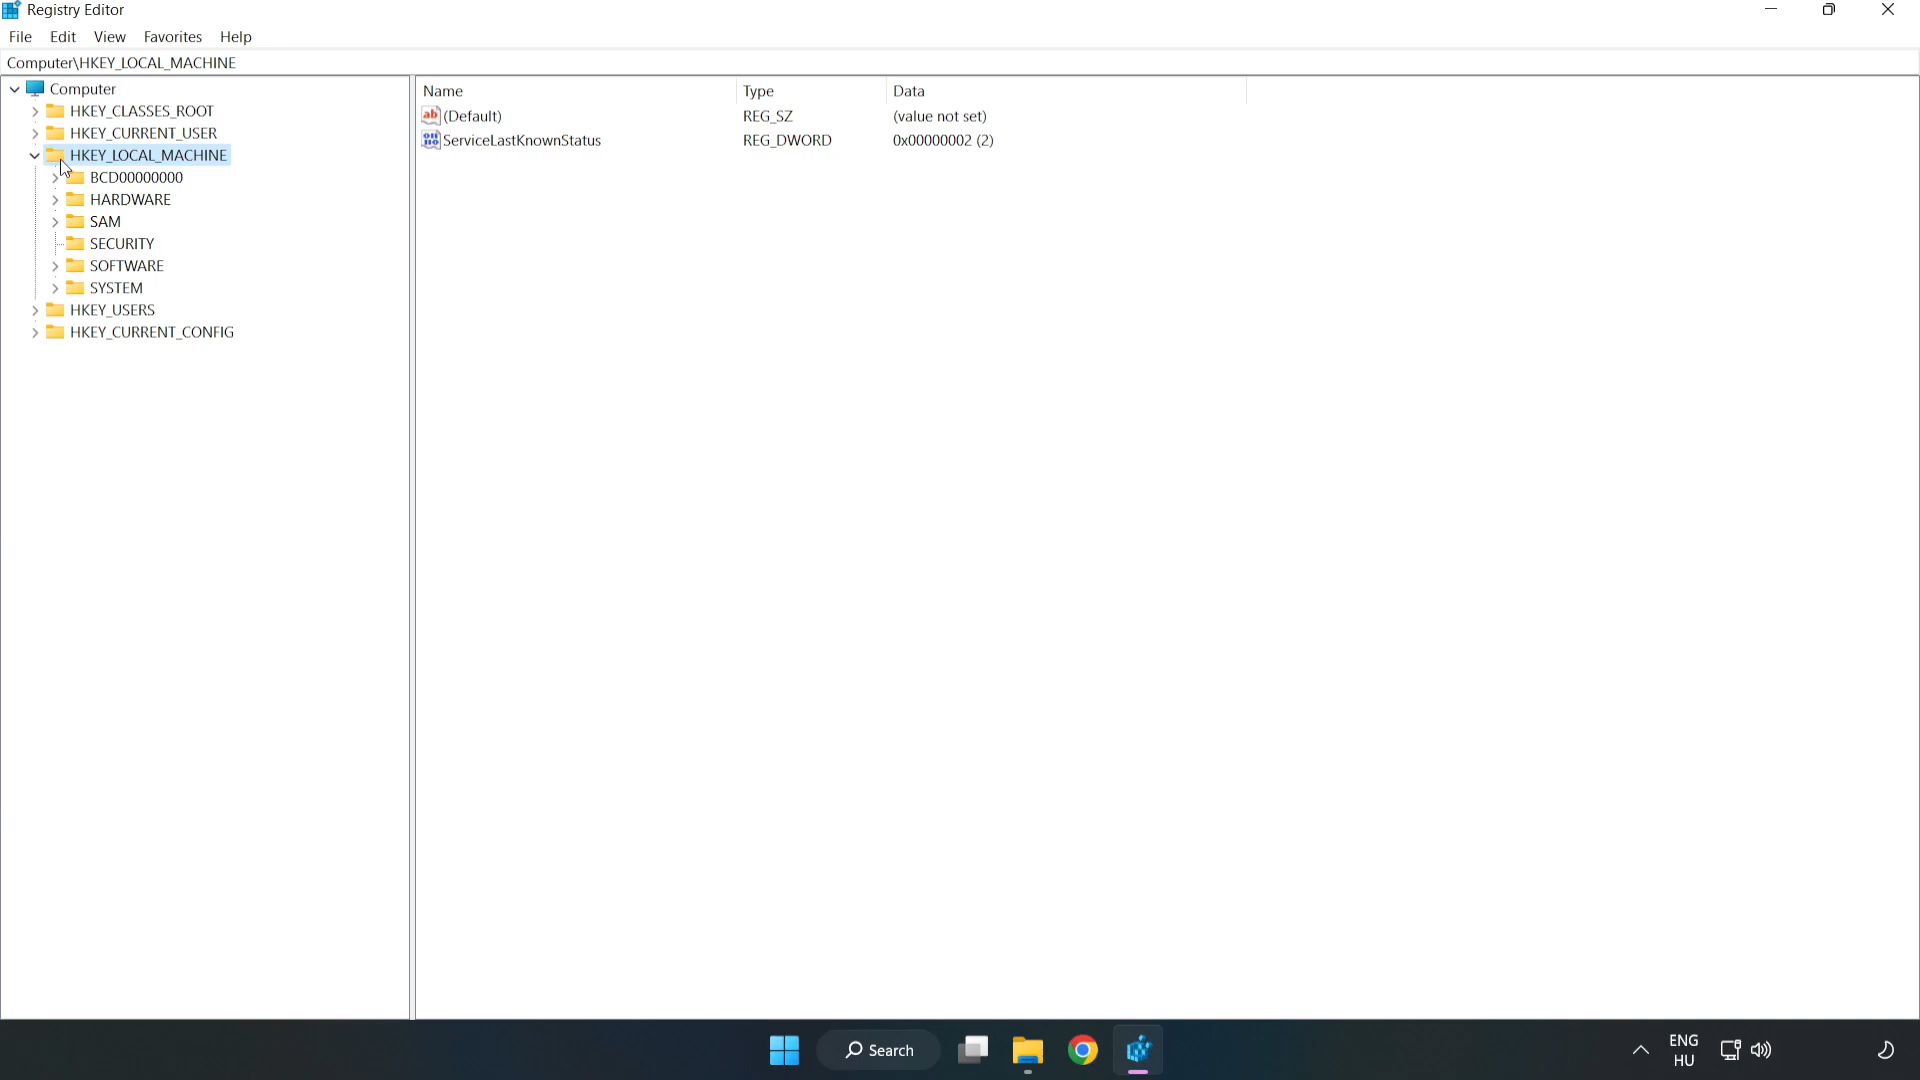 Registry Editor
File Edit View Favorites Help
Computer\HKEY_LOCAL_MACHINE
Computer
HKEY_CLASSES_ROOT
HKEY_CURRENT_USER
HKEY_LOCAL_MACHINE
BCD00000000
HARDWARE
SAM
SECURITY
SOFTWARE
SYSTEM
HKEY_USERS
HKEY_CURRENT_CONFIG
Name Type Data
(Default) REG_SZ (value not set)
ServiceLastKnownStatus REG_DWORD 0x00000002 (2)
Search
ENG
HU